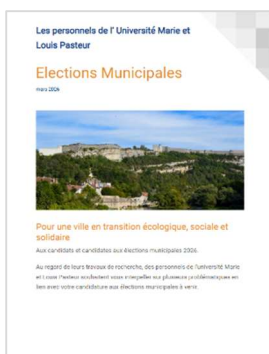 Les personnels de l' Université Marie et
Louis Pasteur
Elections Municipales
mars 2026
Pour une ville en transition écologique, sociale et
solidaire
Aux candidats et candidates aux élections municipales 2026.
Au regard de leurs travaux de recherche, des personnels de l'université Marie
et Louis Pasteur souhaitent vous interpeller sur plusieurs problématiques en
lien avec votre candidature aux élections municipales à venir.